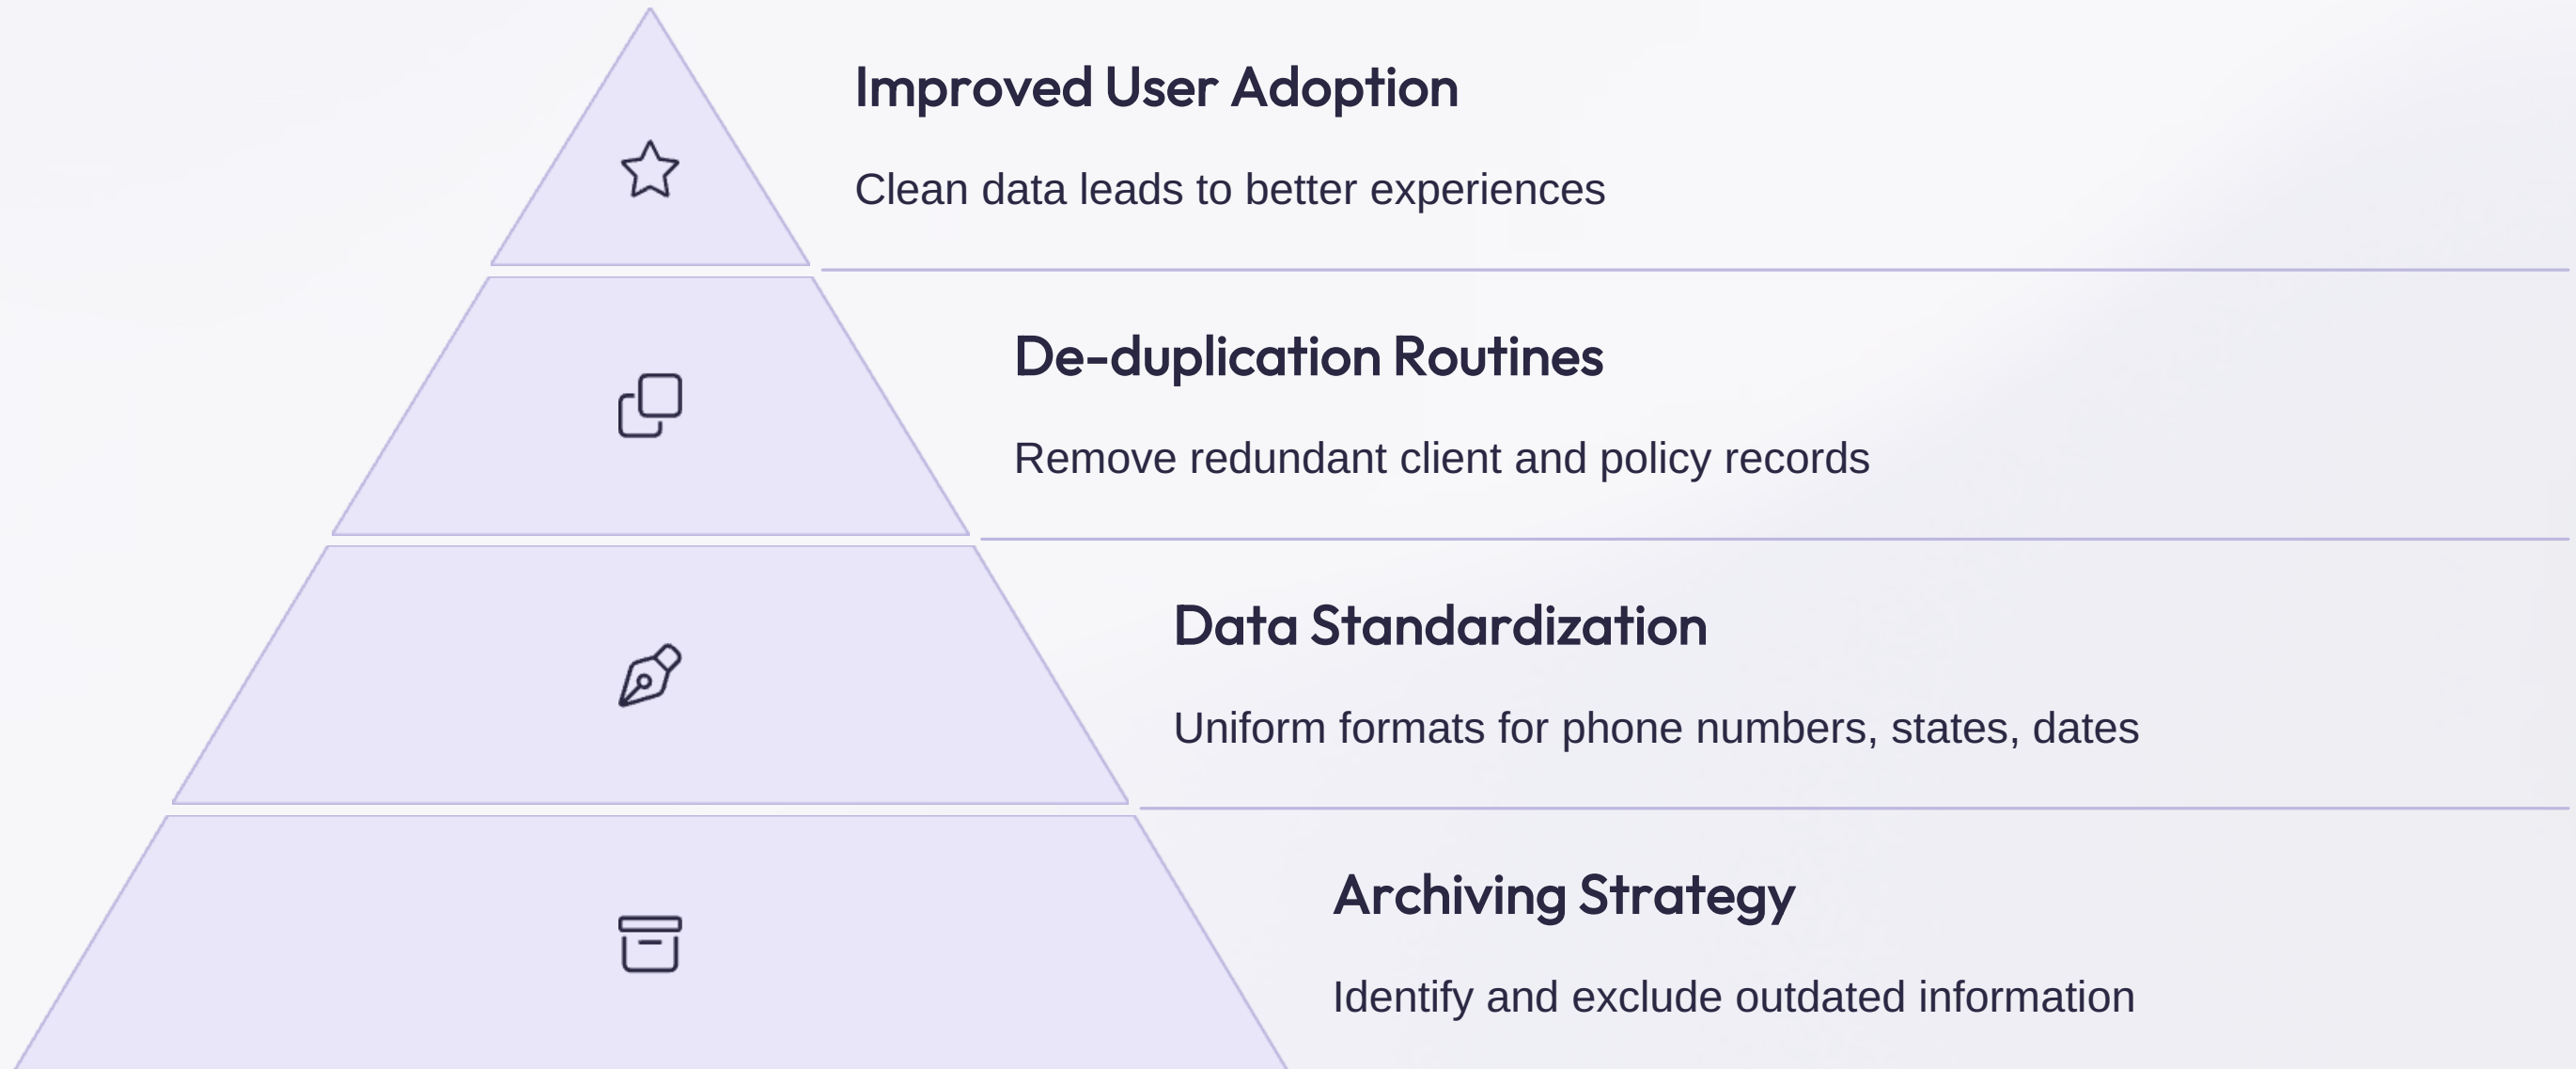 Improved User Adoption
Clean data leads to better experiences
De-duplication Routines
Remove redundant client and policy records
Data Standardization
Uniform formats for phone numbers, states, dates
Archiving Strategy
Identify and exclude outdated information